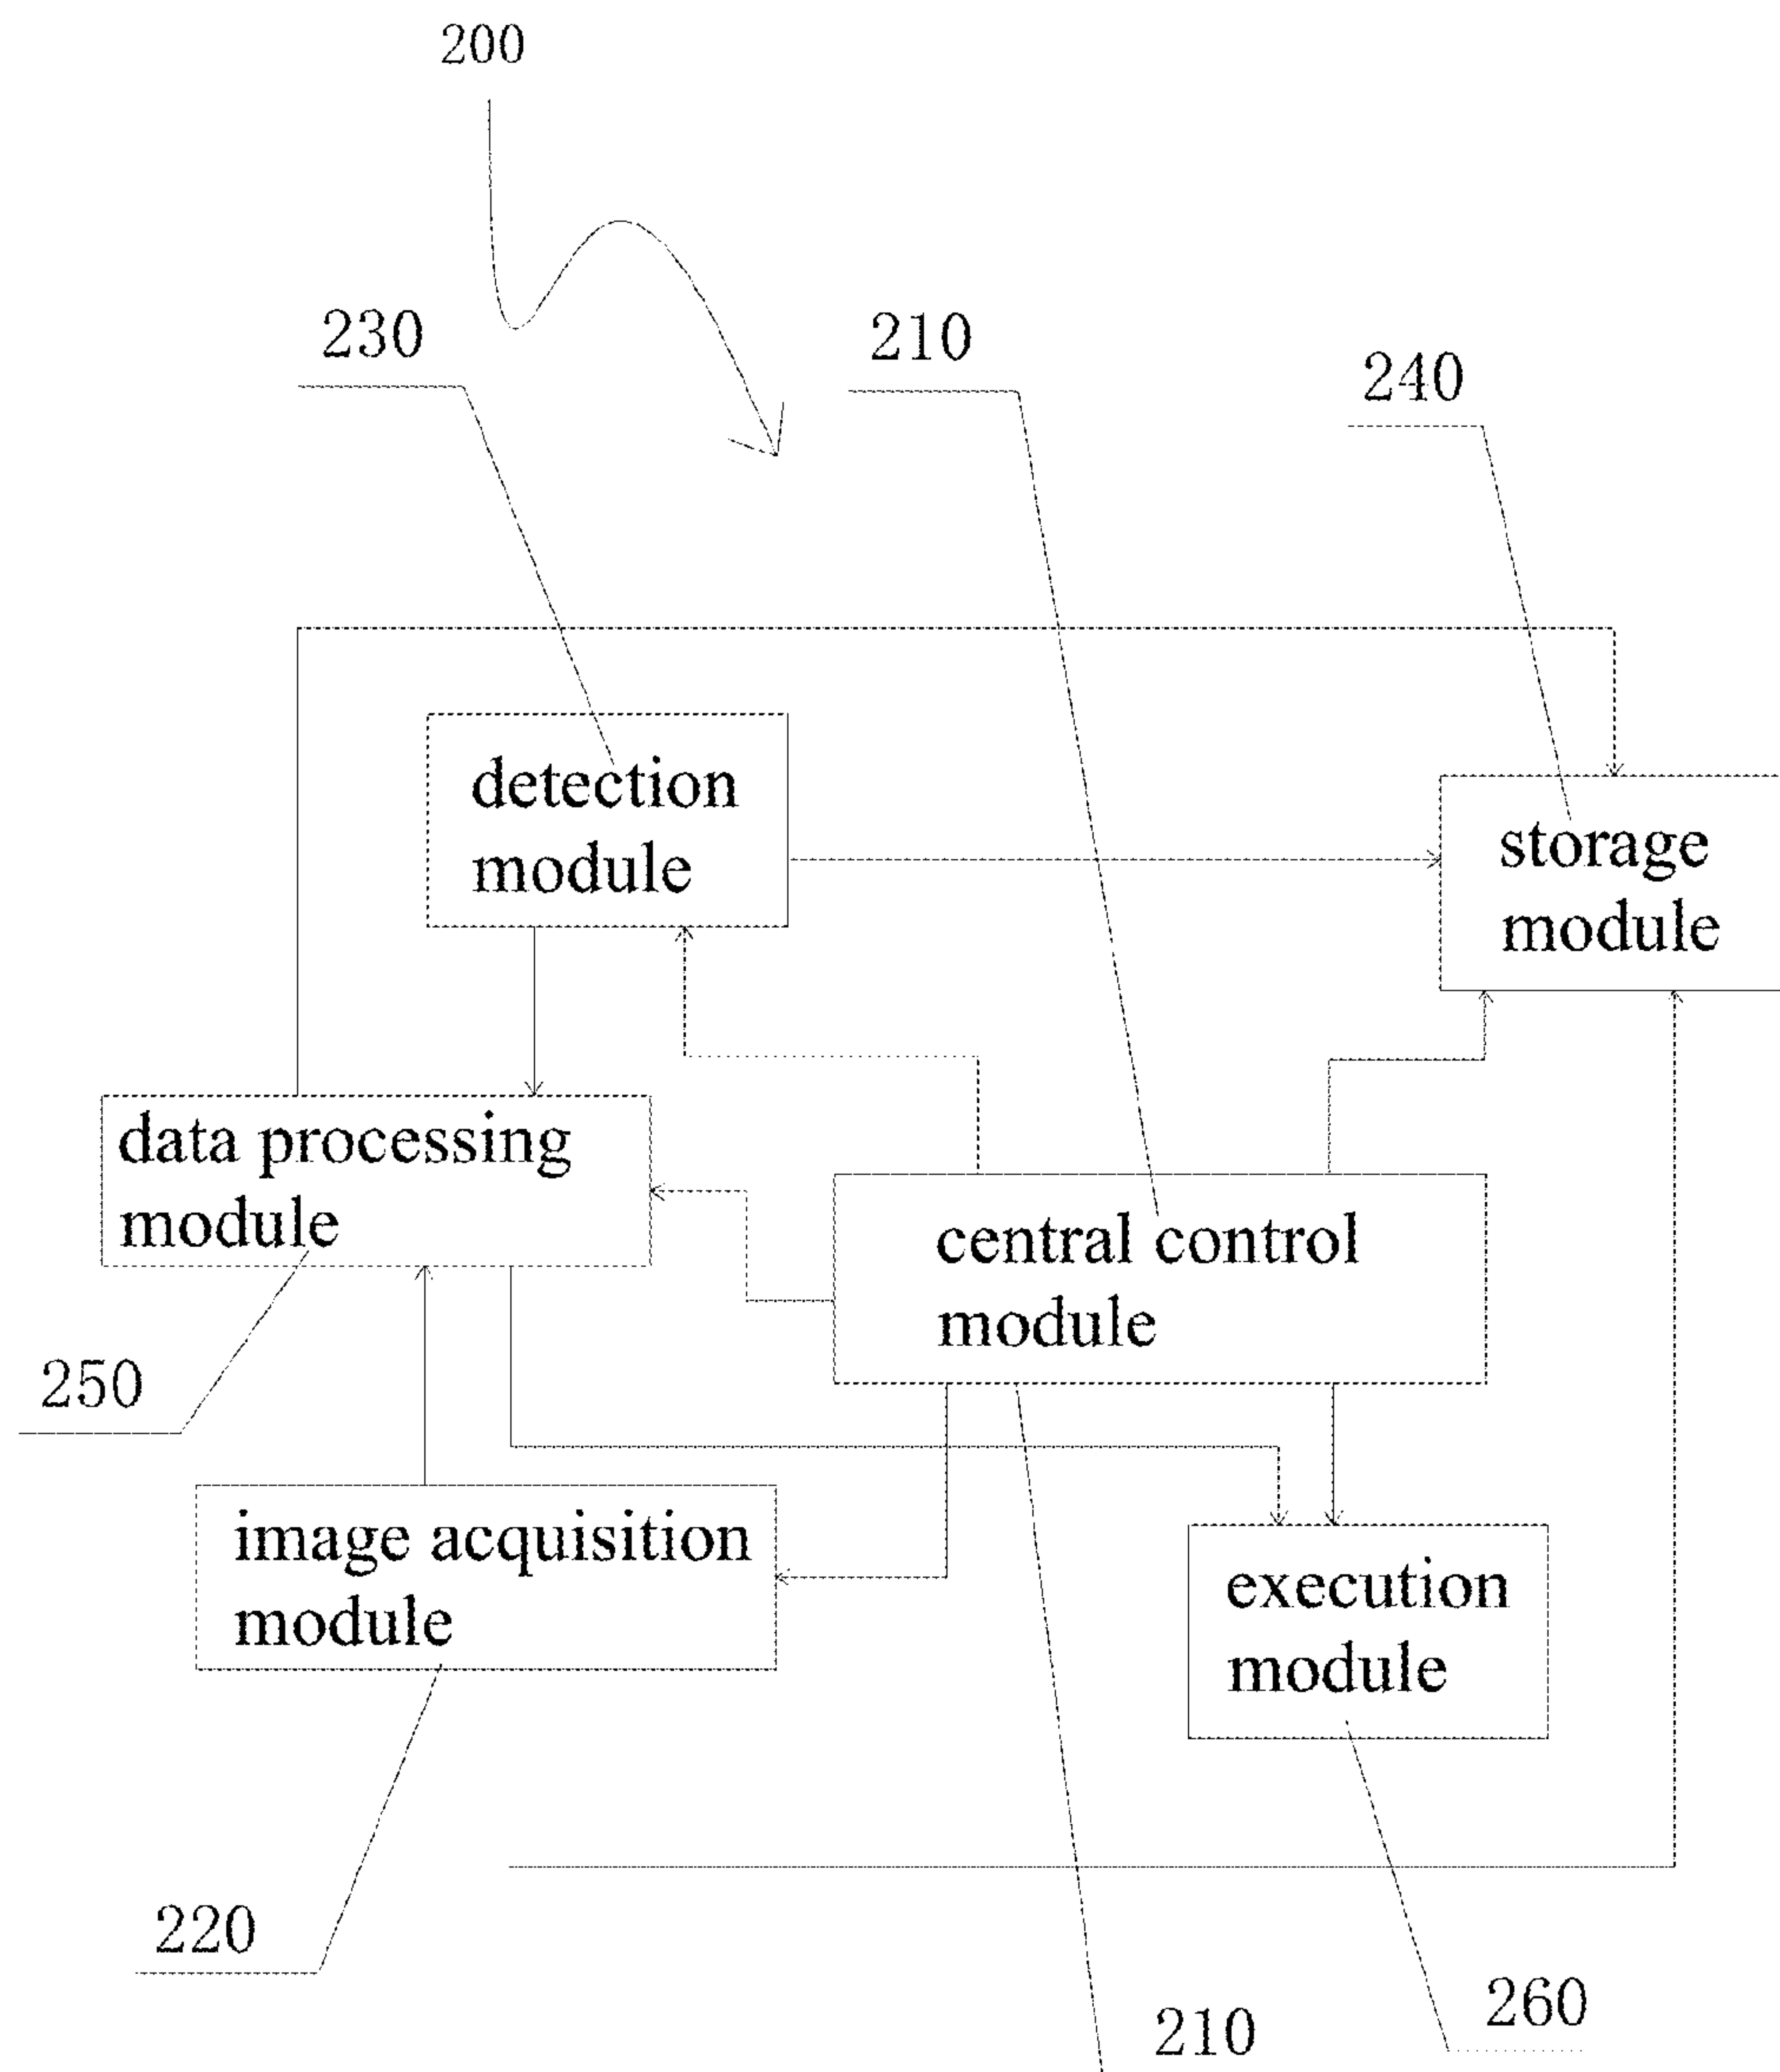 200
230
210
240
detection
module
storage
module
data processing
module
central control
module
250
image acquisition
module
execution
module
220
260
210